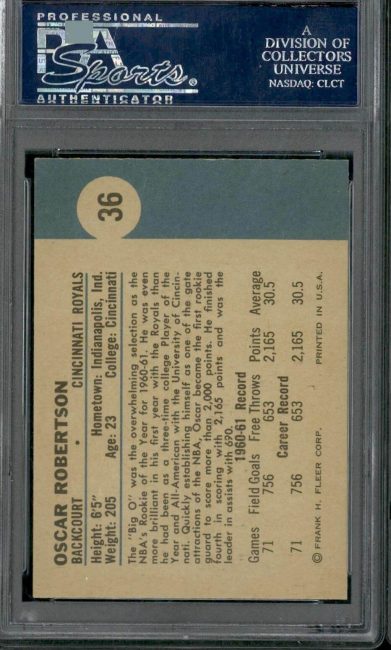 PROFESSIONAL
Sports®
AUTHENTICATOR
A
DIVISION OF
COLLECTORS
UNIVERSE
NASDAQ: CLCT
36
OSCAR ROBERTSON
BACKCOURT • CINCINNATI ROYALS
Height: 6'5" Hometown: Indianapolis, Ind.
Weight: 205 Age: 23 College: Cincinnati
The "Big O" was the overwhelming selection as the
NBA's Rookie of the Year for 1960-61. He was even
more brilliant in this first year with the Royals than
he had been as a three-time college Player of the
Year and All-American with the University of Cincin-
nati. Quickly establishing himself as one of the gate
attractions of the NBA, Oscar became the first rookie
guard to score more than 2,000 points. He finished
fourth in scoring with 2,165 points and was the
leader in assists with 690.
1960-61 Record
Games Field Goals Free Throws Points Average
71 756 653 2,165 30.5
Career Record
71 756 653 2,165 30.5
© FRANK H. FLEER CORP. PRINTED IN U.S.A.